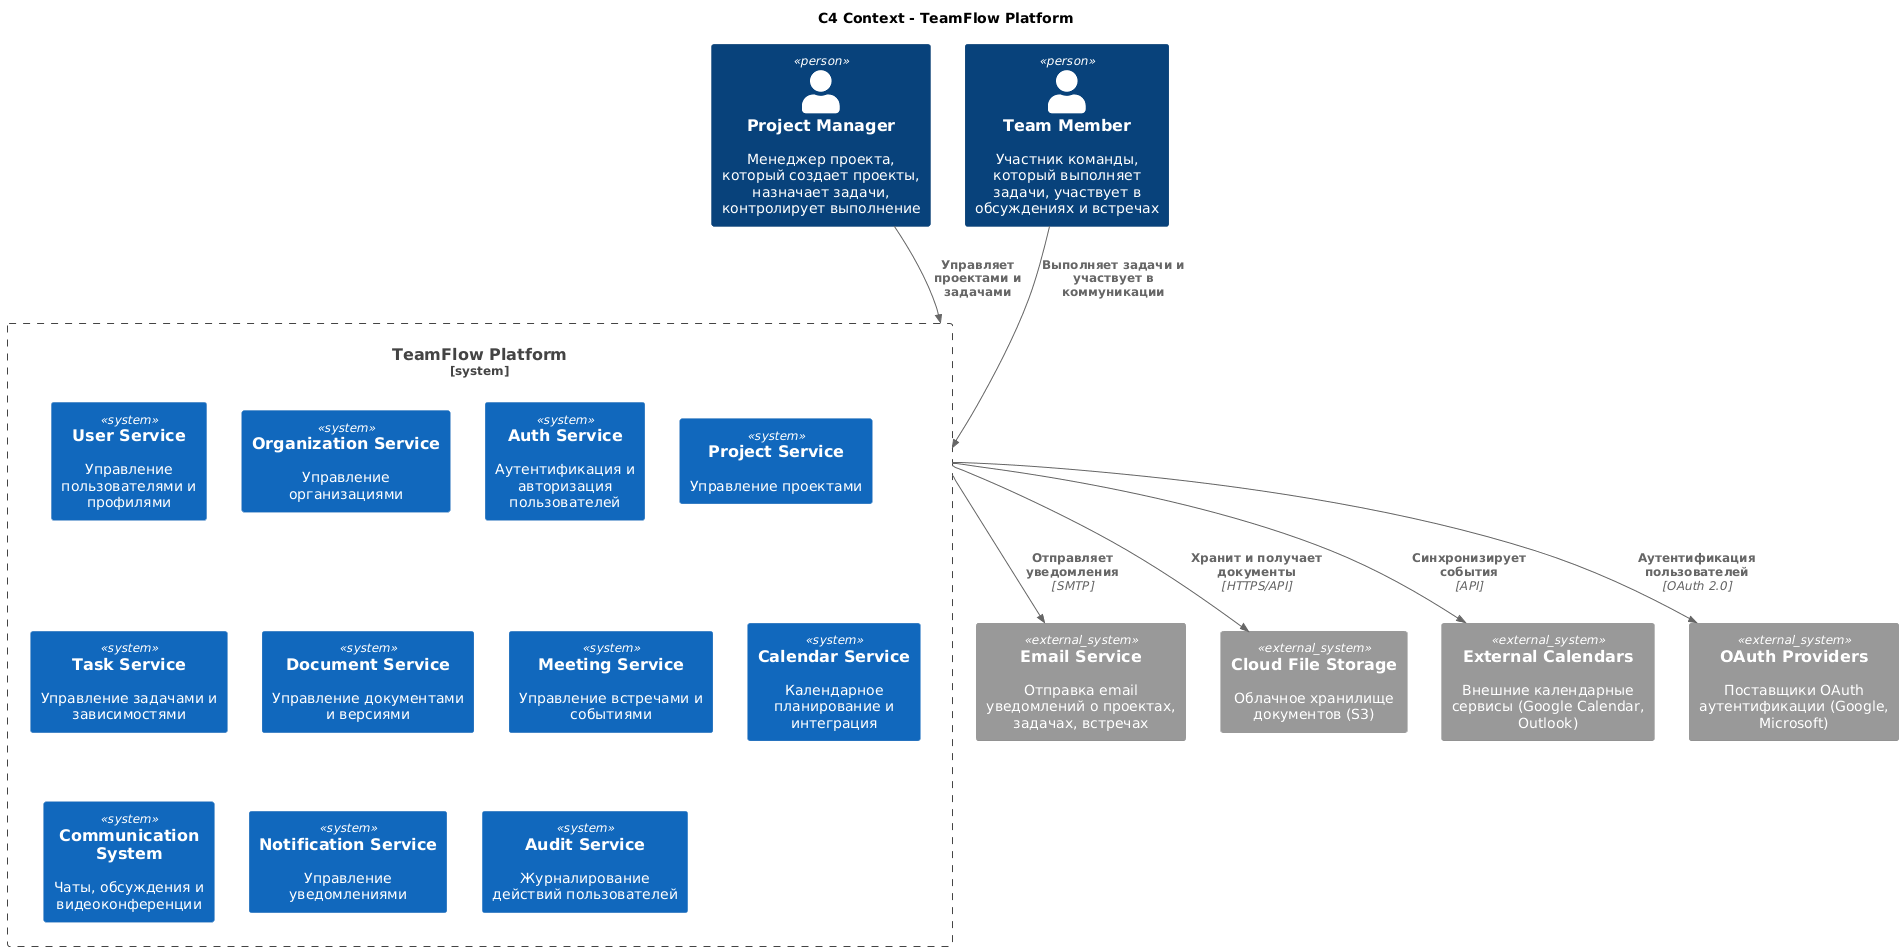 C4 Context - TeamFlow Platform
«person»
Project Manager
Менеджер проекта,
который создает проекты,
назначает задачи,
контролирует выполнение
«person»
Team Member
Участник команды,
который выполняет
задачи, участвует в
обсуждениях и встречах
Управляет
проектами и
задачами
Выполняет задачи и
участвует в
коммуникации
TeamFlow Platform
[system]
«system»
User Service
Управление
пользователями и
профилями
«system»
Organization Service
Управление
организациями
«system»
Auth Service
Аутентификация и
авторизация
пользователей
«system»
Project Service
Управление проектами
Отправляет
уведомления
[SMTP]
Хранит и получает
документы
[HTTPS/API]
Синхронизирует
события
[API]
Аутентификация
пользователей
[OAuth 2.0]
«system»
Task Service
Управление задачами и
зависимостями
«system»
Document Service
Управление документами
и версиями
«system»
Meeting Service
Управление встречами и
событиями
«system»
Calendar Service
Календарное
планирование и
интеграция
«external_system»
Email Service
Отправка email
уведомлений о проектах,
задачах, встречах
«external_system»
Cloud File Storage
Облачное хранилище
документов (S3)
«external_system»
External Calendars
Внешние календарные
сервисы (Google Calendar,
Outlook)
«external_system»
OAuth Providers
Поставщики OAuth
аутентификации (Google,
Microsoft)
«system»
Communication
System
Чаты, обсуждения и
видеоконференции
«system»
Notification Service
Управление
уведомлениями
«system»
Audit Service
Журналирование
действий пользователей